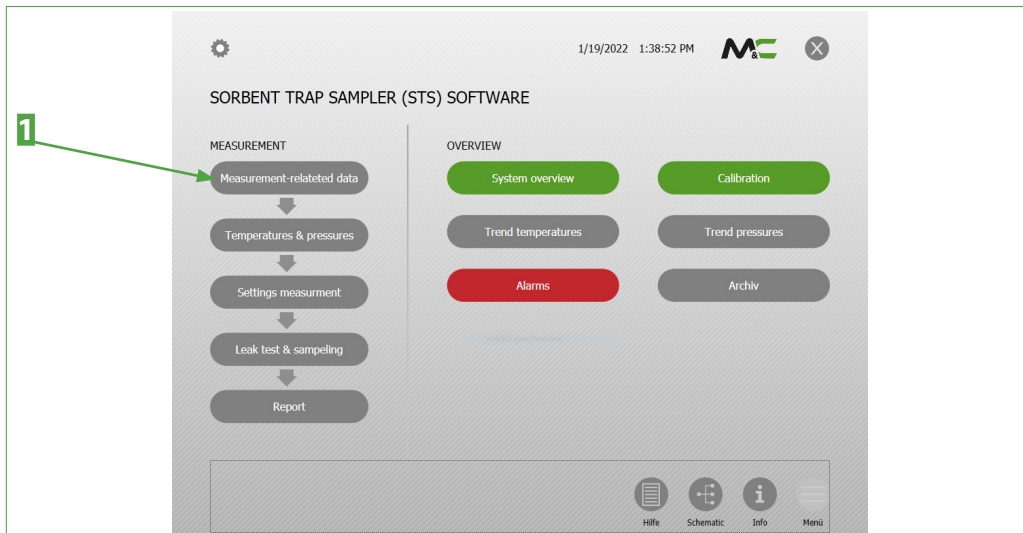 1/19/2022 1:38:52 PM M&C
SORBENT TRAP SAMPLER (STS) SOFTWARE
1
MEASUREMENT
Measurement-relateted data
Temperatures & pressures
Settings measurment
Leak test & sampeling
Report
OVERVIEW
System overview
Calibration
Trend temperatures
Trend pressures
Alarms
Archiv
Hilfe
Schematic
Info
Menü